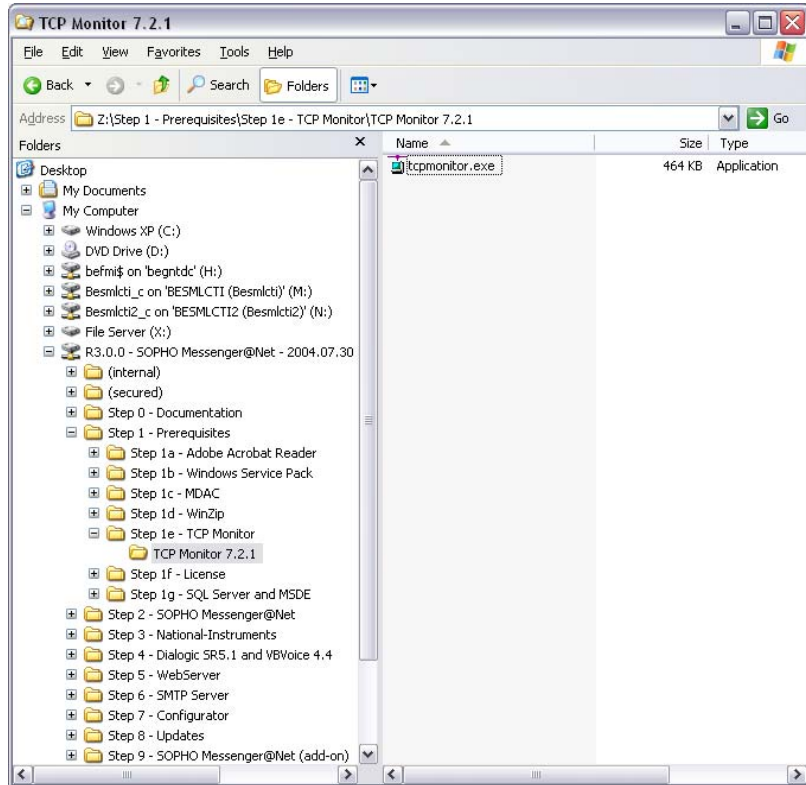 TCP Monitor 7.2.1
File Edit View Favorites Tools Help
Back Search Folders
Address Z:\Step 1 - Prerequisites\Step 1e - TCP Monitor\TCP Monitor 7.2.1 Go
Folders
Name Size Type
tcpmonitor.exe 464 KB Application
Desktop
My Documents
My Computer
Windows XP (C:)
DVD Drive (D:)
befmi$ on 'begntdc' (H:)
Besmlcti_c on 'BESMLCTI (Besmlcti)' (M:)
Besmlcti2_c on 'BESMLCTI2 (Besmlcti2)' (N:)
File Server (X:)
R3.0.0 - SOPHO Messenger@Net - 2004.07.30
(internal)
(secured)
Step 0 - Documentation
Step 1 - Prerequisites
Step 1a - Adobe Acrobat Reader
Step 1b - Windows Service Pack
Step 1c - MDAC
Step 1d - WinZip
Step 1e - TCP Monitor
TCP Monitor 7.2.1
Step 1f - License
Step 1g - SQL Server and MSDE
Step 2 - SOPHO Messenger@Net
Step 3 - National-Instruments
Step 4 - Dialogic SR5.1 and VBVoice 4.4
Step 5 - WebServer
Step 6 - SMTP Server
Step 7 - Configurator
Step 8 - Updates
Step 9 - SOPHO Messenger@Net (add-on)